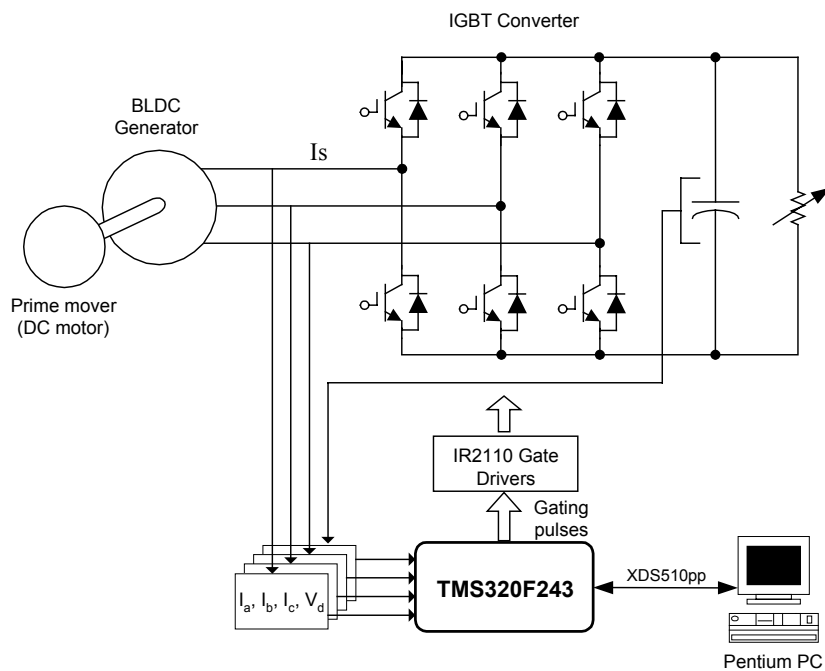 IGBT Converter
BLDC
Generator
Is
Prime mover
(DC motor)
IR2110 Gate
Drivers
Gating
pulses
TMS320F243
XDS510pp
Ia, Ib, Ic, Vd
Pentium PC